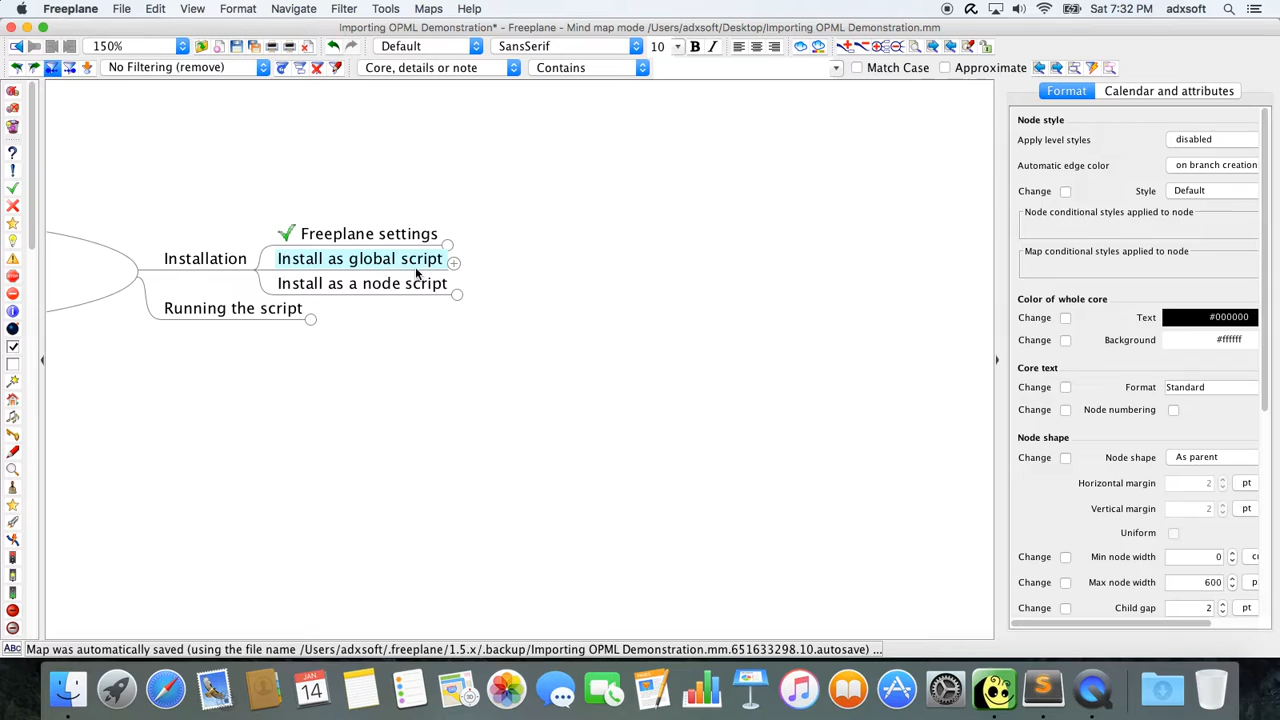 Freeplane File Edit View Format Navigate Filter Tools Maps Help Sat 7:32 PM adxsoft
Importing OPML Demonstration* - Freeplane - Mind map mode /Users/adxsoft/Desktop/Importing OPML Demonstration.mm
150% Default SansSerif 10 B I
No Filtering (remove) Core, details or note Contains Match Case Approximate
Format Calendar and attributes
Node style
Apply level styles disabled
Automatic edge color on branch creation
Change Style Default
Node conditional styles applied to node
Map conditional styles applied to node
Color of whole core
Change Text #000000
Change Background #ffffff
Core text
Change Format Standard
Change Node numbering
Node shape
Change Node shape As parent
Horizontal margin 2 pt
Vertical margin 2 pt
Uniform
Change Min node width 0
Change Max node width 600
Change Child gap 2 pt
Freeplane settings
Installation Install as global script
Install as a node script
Running the script
Abc Map was automatically saved (using the file name /Users/adxsoft/.freeplane/1.5.x/.backup/Importing OPML Demonstration.mm.651633298.10.autosave) ...
JAN
14